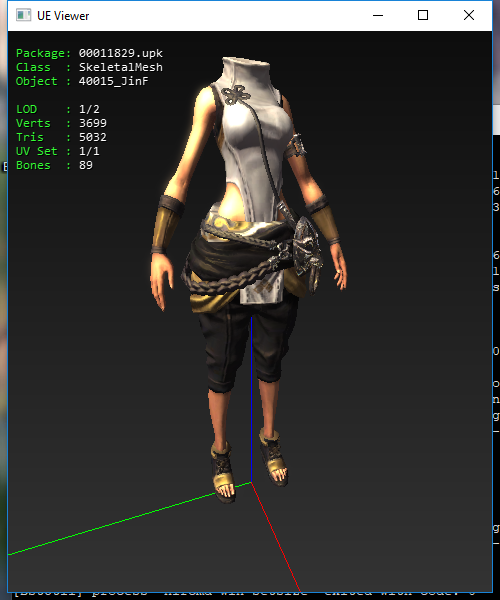 UE Viewer
Package: 00011829.upk
Class : SkeletalMesh
Object : 40015_JinF
LOD : 1/2
Verts : 3699
Tris : 5032
UV Set : 1/1
Bones : 89